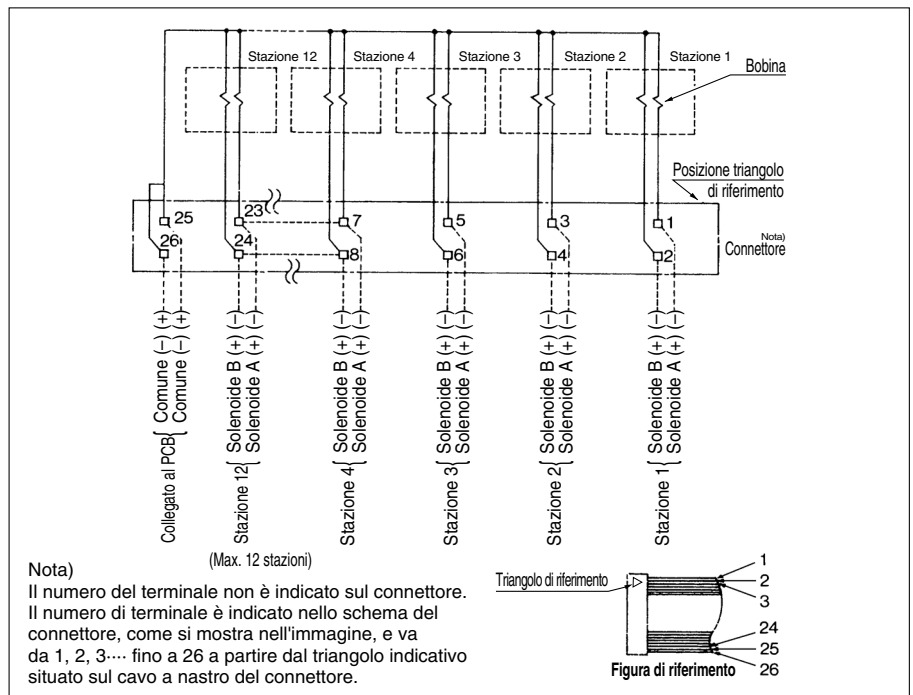 Stazione 12
Stazione 4
Stazione 3
Stazione 2
Stazione 1
Bobina
Posizione triangolo
di riferimento
25
23
7
5
3
1
Nota)
Connettore
26
24
8
6
4
2
Collegato al PCB
Comune (–) (+)
Comune (–) (+)
Stazione 12
Solenoide B (+) (–)
Solenoide A (+) (–)
Stazione 4
Solenoide B (+) (–)
Solenoide A (+) (–)
Stazione 3
Solenoide B (+) (–)
Solenoide A (+) (–)
Stazione 2
Solenoide B (+) (–)
Solenoide A (+) (–)
Stazione 1
Solenoide B (+) (–)
Solenoide A (+) (–)
(Max. 12 stazioni)
Nota)
Il numero del terminale non è indicato sul connettore.
Il numero di terminale è indicato nello schema del
connettore, come si mostra nell'immagine, e va
da 1, 2, 3···· fino a 26 a partire dal triangolo indicativo
situato sul cavo a nastro del connettore.
Triangolo di riferimento
1
2
3
24
25
26
Figura di riferimento